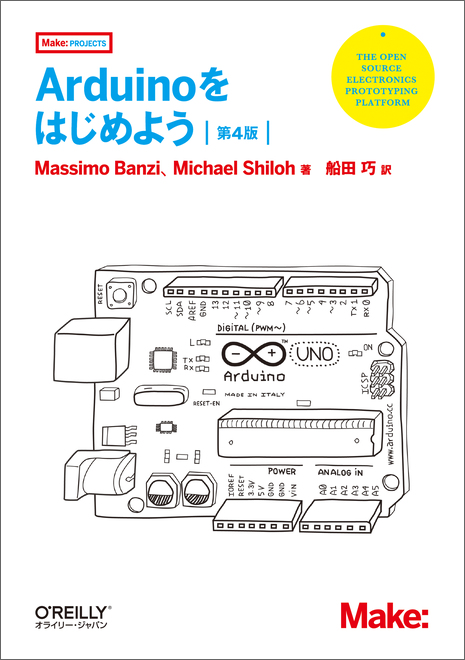 Make: PROJECTS
THE OPEN
SOURCE
ELECTRONICS
PROTOTYPING
PLATFORM
Arduinoを
はじめよう | 第4版 |
Massimo Banzi、Michael Shiloh 著 船田 巧 訳
RESET
SCL
SDA
AREF
GND
13
12
~11
~10
~9
8
7
~6
~5
4
~3
2
TX 1
RX 0
DIGITAL (PWM~)
L
TX
RX
TM
UNO
ON
Arduino
MADE IN ITALY
RESET-EN
ICSP
www.arduino.cc
POWER
ANALOG IN
IOREF
RESET
3.3V
5V
GND
GND
VIN
A0
A1
A2
A3
A4
A5
O'REILLY®
オライリー・ジャパン
Make: